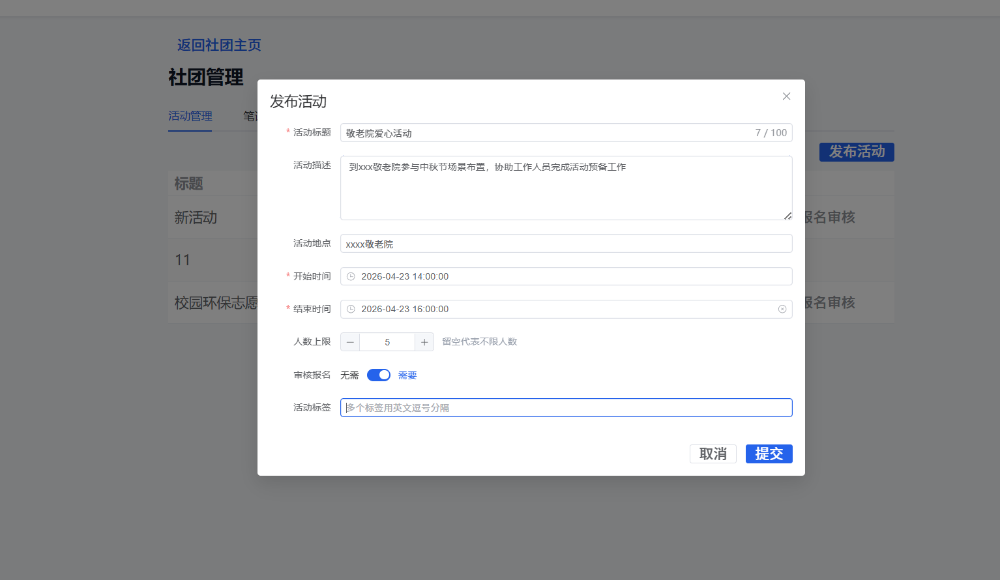 返回社团主页
社团管理
活动管理
发布活动
标题
新活动
报名审核
11
校园环保志愿
报名审核
发布活动
* 活动标题 敬老院爱心活动 7 / 100
活动描述 到xxx敬老院参与中秋节场景布置，协助工作人员完成活动预备工作
活动地点 xxxx敬老院
* 开始时间 2026-04-23 14:00:00
* 结束时间 2026-04-23 16:00:00
人数上限 5 留空代表不限人数
审核报名 无需 需要
活动标签 多个标签用英文逗号分隔
取消 提交